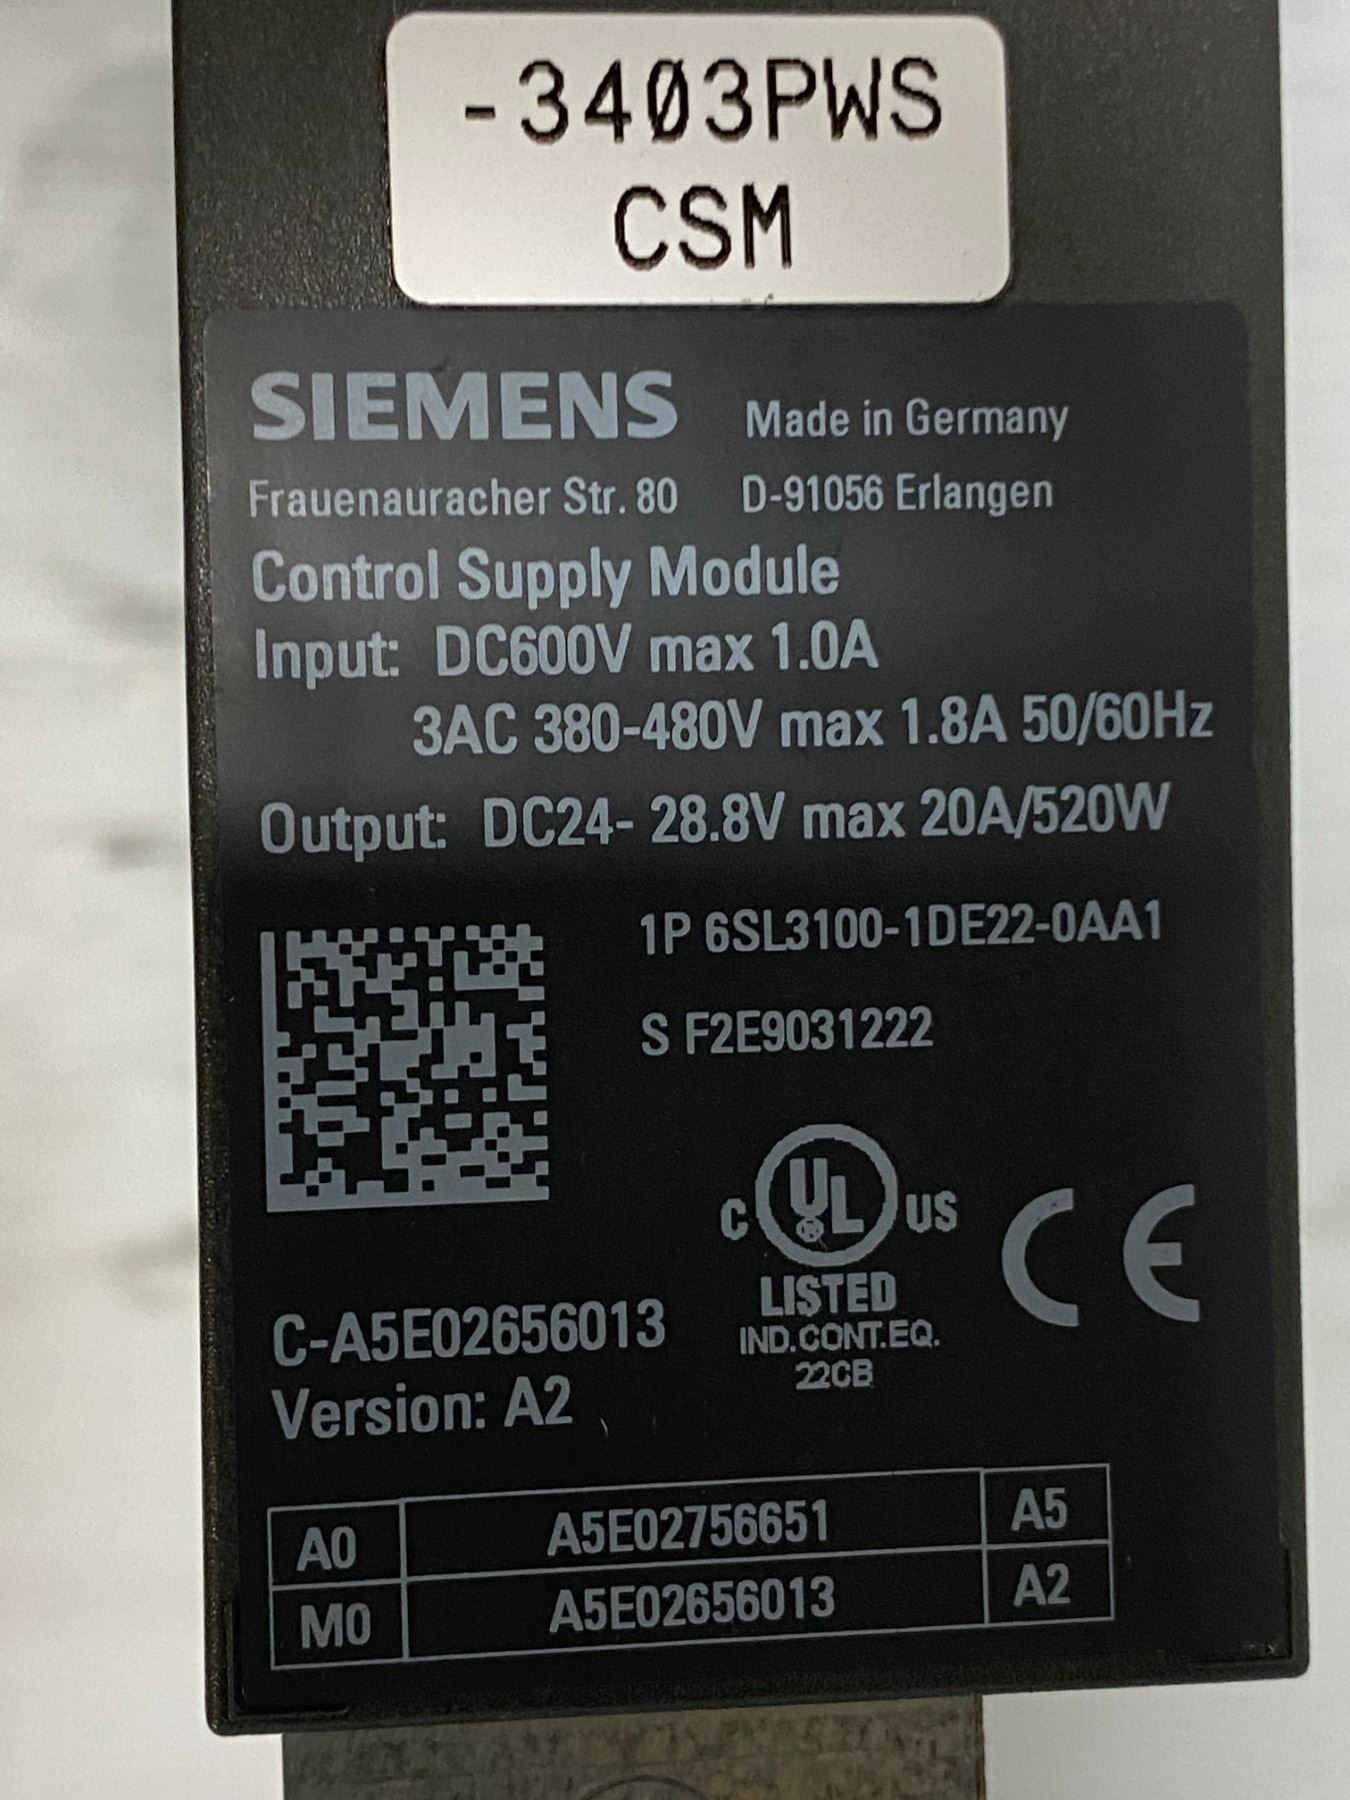 -3403PWS
CSM
SIEMENS Made in Germany
Frauenauracher Str. 80 D-91056 Erlangen
Control Supply Module
Input: DC600V max 1.0A
3AC 380-480V max 1.8A 50/60Hz
Output: DC24- 28.8V max 20A/520W
1P 6SL3100-1DE22-0AA1
S F2E9031222
C UL US
LISTED
IND.CONT.EQ.
22CB
CE
C-A5E02656013
Version: A2
A0 A5E02756651 A5
M0 A5E02656013 A2